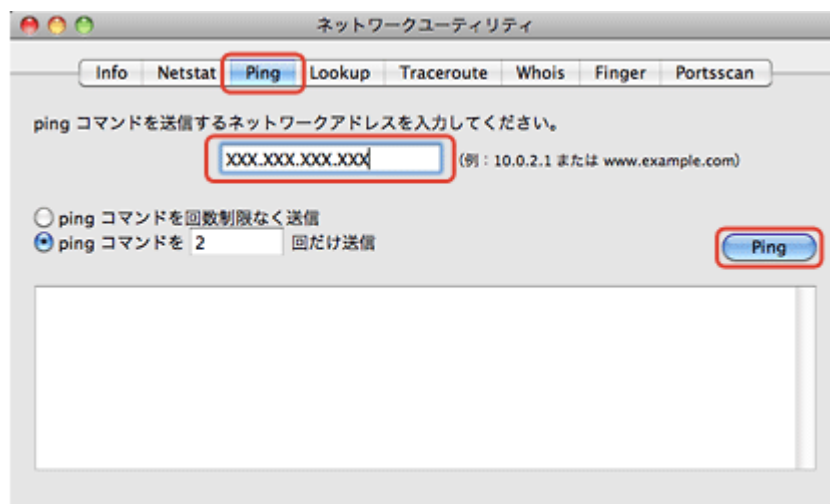 ネットワークユーティリティ
Info Netstat Ping Lookup Traceroute Whois Finger Portsscan
ping コマンドを送信するネットワークアドレスを入力してください。
XXX.XXX.XXX.XXX (例：10.0.2.1 または www.example.com)
ping コマンドを回数制限なく送信
ping コマンドを 2 回だけ送信
Ping